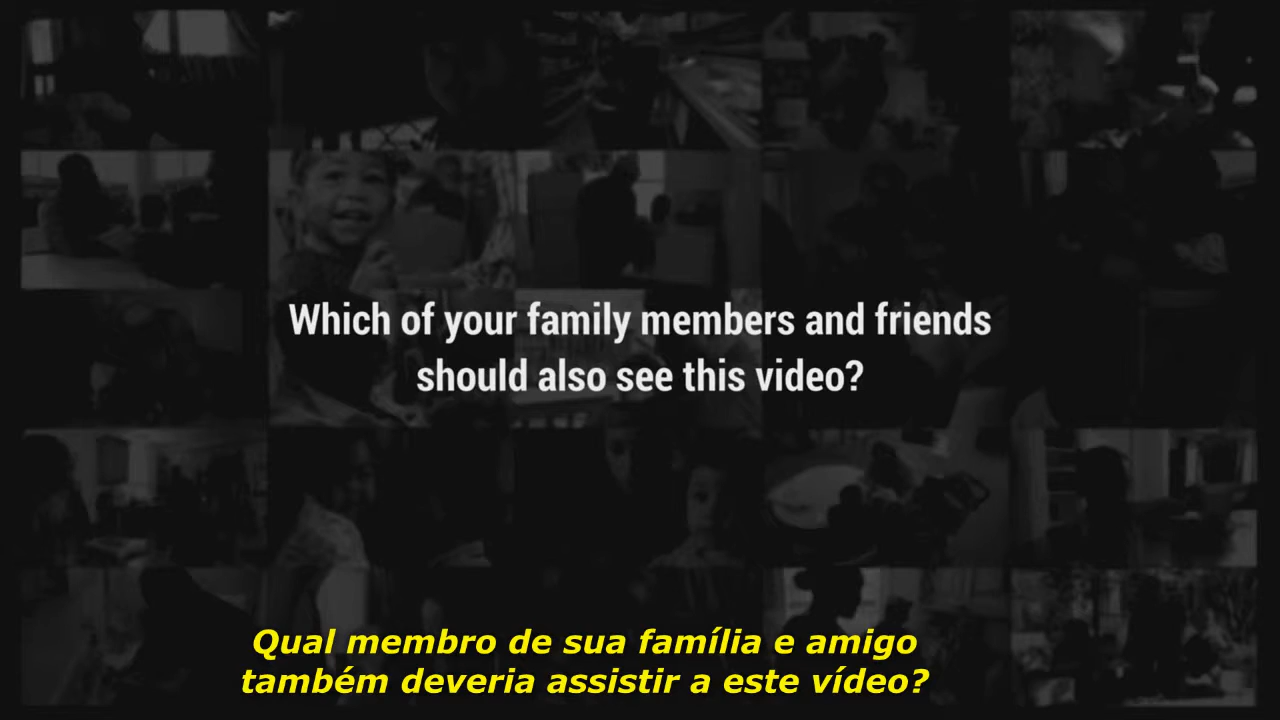 Which of your family members and friends
should also see this video?
Qual membro de sua família e amigo
também deveria assistir a este vídeo?